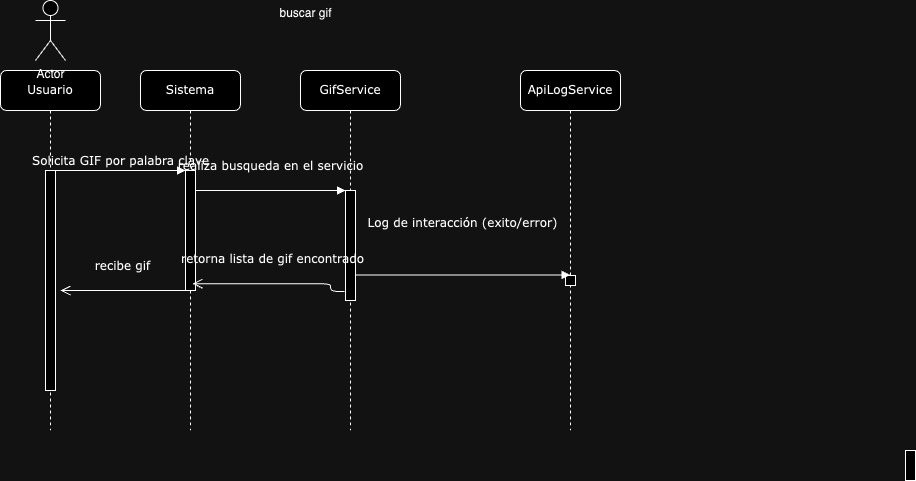 buscar gif
Actor
Usuario
Sistema
GifService
ApiLogService
Solicita GIF por palabra clave
realiza busqueda en el servicio
Log de interacción (exito/error)
retorna lista de gif encontrado
recibe gif